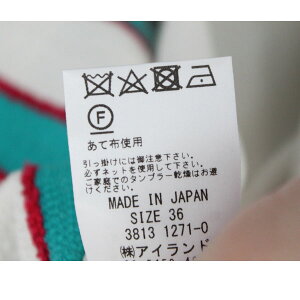 F
あて布使用
引っ掛けには御注意下さい。
必ずネットを使用して下さい。
ご家庭でのタンブラー乾燥はお避け下さい。
MADE IN JAPAN
SIZE 36
3813 1271-0
㈱アイランド